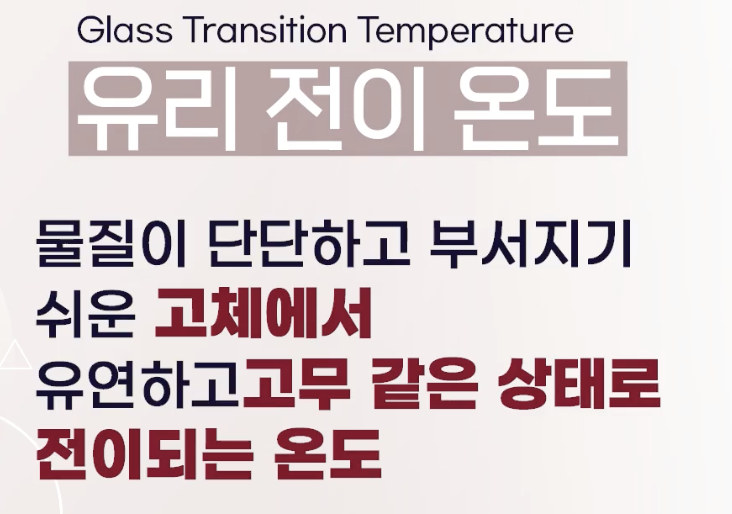 Glass Transition Temperature
유리 전이 온도
물질이 단단하고 부서지기
쉬운 고체에서
유연하고고무 같은 상태로
전이되는 온도